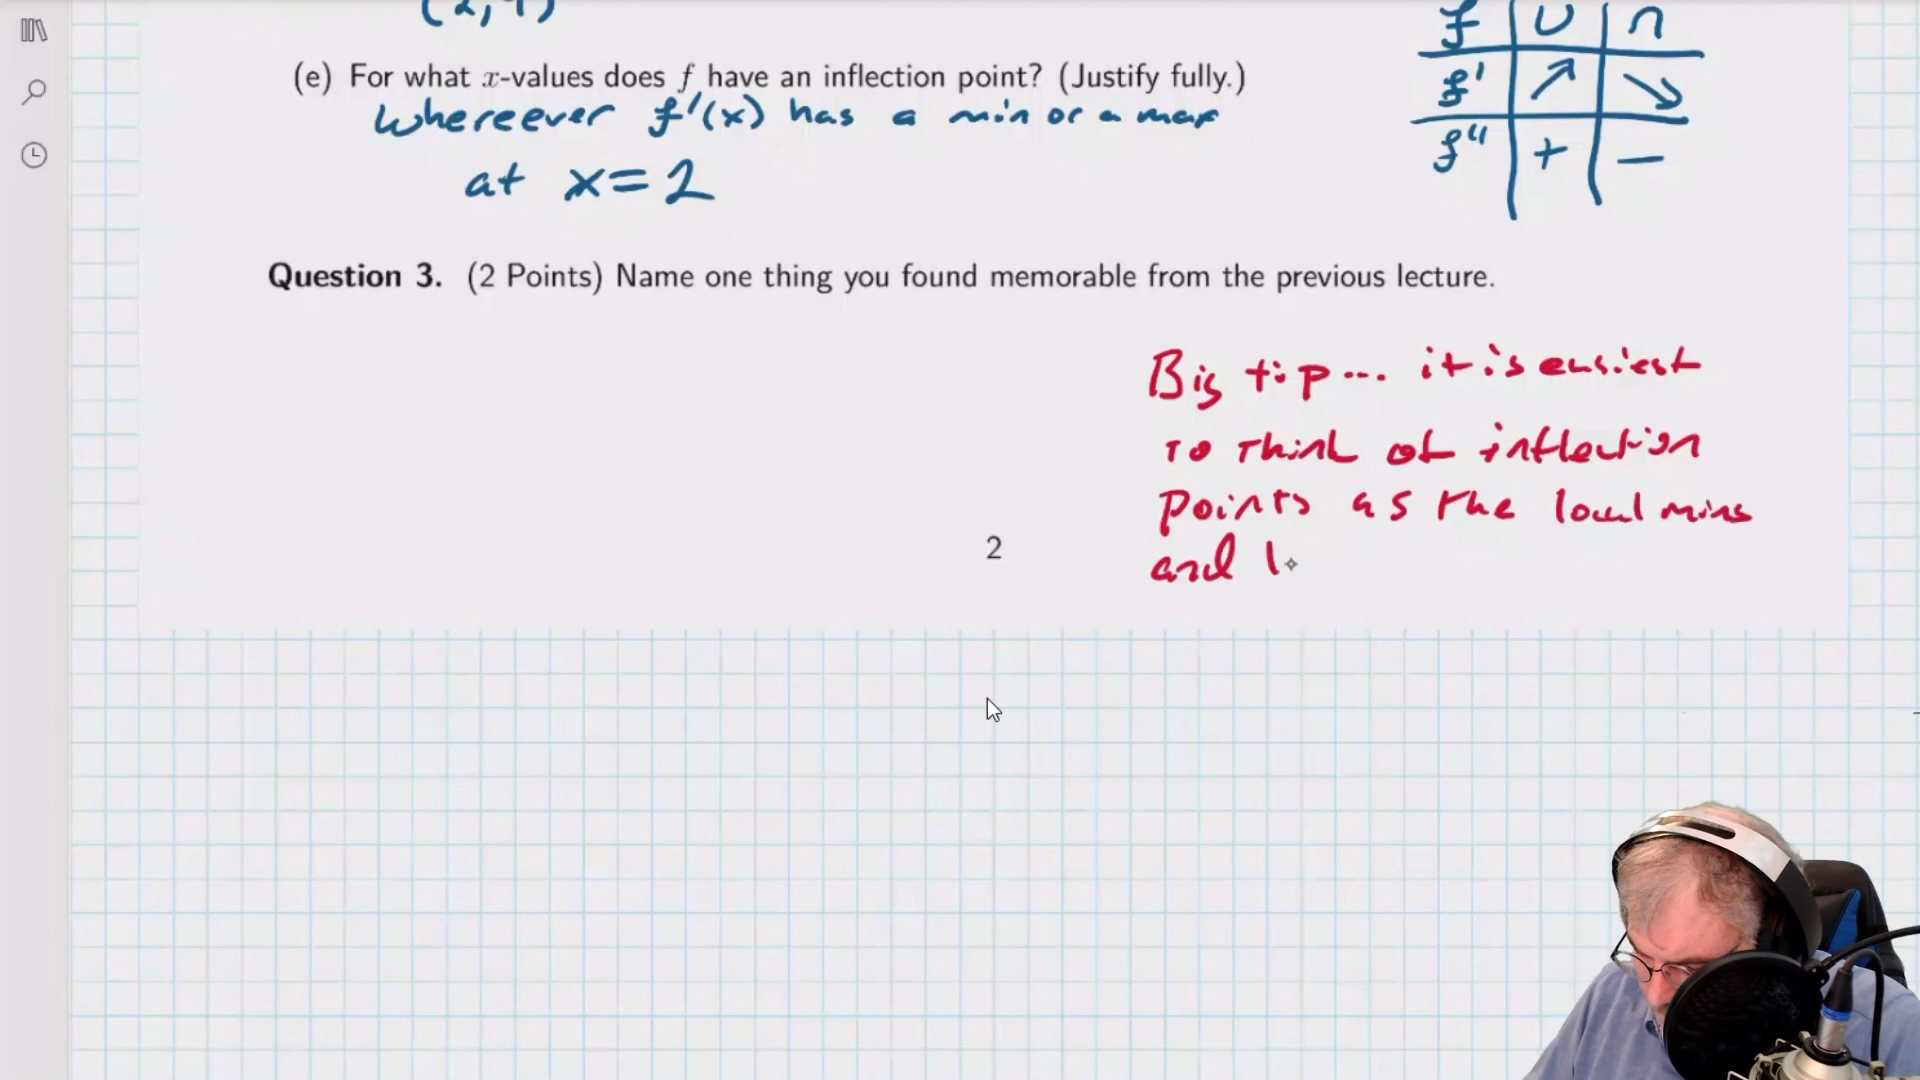 (2, 4)
f ∪ ∩
(e) For what x-values does f have an inflection point? (Justify fully.)
f' ↗ ↘
Whereever f'(x) has a min or a max
f'' + −
at x=2
Question 3. (2 Points) Name one thing you found memorable from the previous lecture.
Big tip... it is easiest
to think of inflection
points as the local mins
and l
2